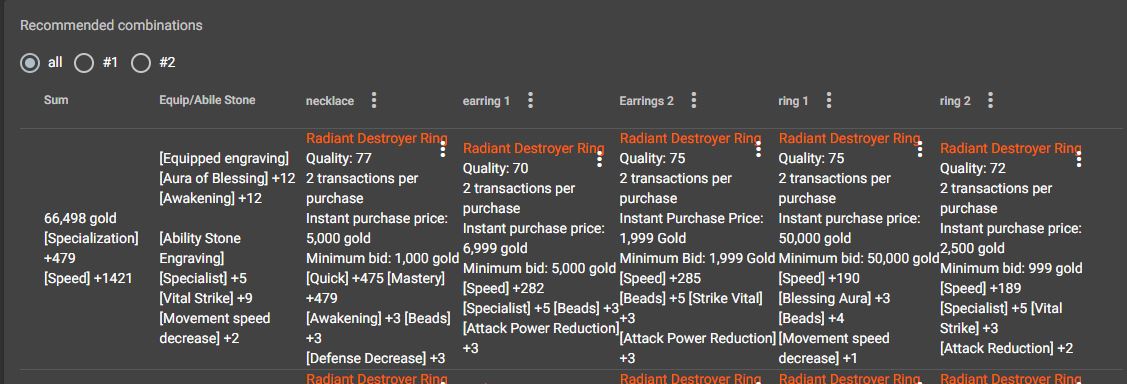 Recommended combinations
all #1 #2
Sum Equip/Abile Stone necklace earring 1 Earrings 2 ring 1 ring 2
66,498 gold
[Specialization]
+479
[Speed] +1421
[Equipped engraving]
[Aura of Blessing] +12
[Awakening] +12
[Ability Stone
Engraving]
[Specialist] +5
[Vital Strike] +9
[Movement speed
decrease] +2
Radiant Destroyer Ring
Quality: 77
2 transactions per
purchase
Instant purchase price:
5,000 gold
Minimum bid: 1,000 gold
[Quick] +475 [Mastery]
+479
[Awakening] +3 [Beads]
+3
[Defense Decrease] +3
Radiant Destroyer Ring
Quality: 70
2 transactions per
purchase
Instant purchase price:
6,999 gold
Minimum bid: 5,000 gold
[Speed] +282
[Specialist] +5 [Beads] +3
[Attack Power Reduction]
+3
Radiant Destroyer Ring
Quality: 75
2 transactions per
purchase
Instant Purchase Price:
1,999 Gold
Minimum Bid: 1,999 Gold
[Speed] +285
[Beads] +5 [Strike Vital]
+3
[Attack Power Reduction]
+3
Radiant Destroyer Ring
Quality: 75
2 transactions per
purchase
Instant purchase price:
50,000 gold
Minimum bid: 50,000 gold
[Speed] +190
[Blessing Aura] +3
[Beads] +4
[Movement speed
decrease] +1
Radiant Destroyer Ring
Quality: 72
2 transactions per
purchase
Instant purchase price:
2,500 gold
Minimum bid: 999 gold
[Speed] +189
[Specialist] +5 [Vital
Strike] +3
[Attack Reduction] +2
Radiant Destroyer Ring
Radiant Destroyer Ring
Radiant Destroyer Ring
Radiant Destroyer Ring